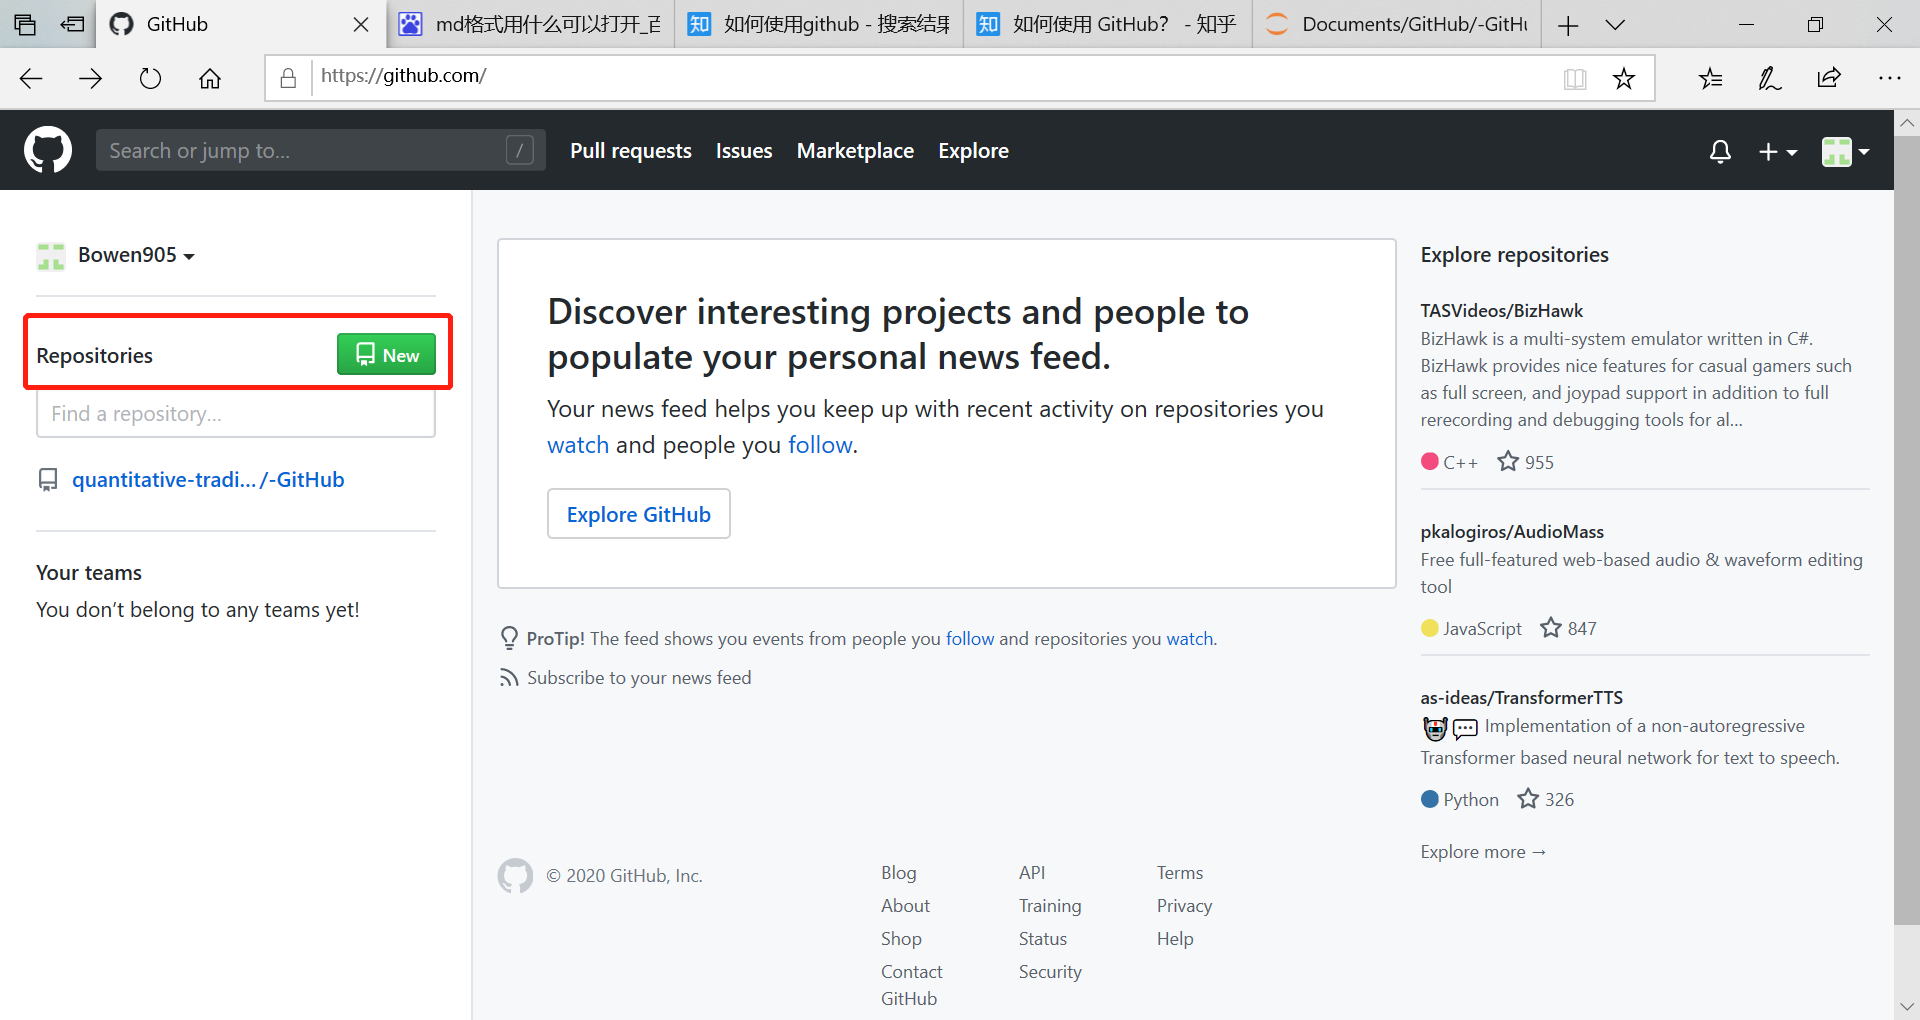 GitHub
md格式用什么可以打开_百
如何使用github - 搜索结果
如何使用 GitHub? - 知乎
Documents/GitHub/-GitHu
https://github.com/
Search or jump to...
/
Pull requests
Issues
Marketplace
Explore
Bowen905
Repositories
New
Find a repository...
quantitative-tradi... /-GitHub
Your teams
You don’t belong to any teams yet!
Discover interesting projects and people to
populate your personal news feed.
Your news feed helps you keep up with recent activity on repositories you
watch and people you follow.
Explore GitHub
ProTip! The feed shows you events from people you follow and repositories you watch.
Subscribe to your news feed
Explore repositories
TASVideos/BizHawk
BizHawk is a multi-system emulator written in C#.
BizHawk provides nice features for casual gamers such
as full screen, and joypad support in addition to full
rerecording and debugging tools for al...
C++ 955
pkalogiros/AudioMass
Free full-featured web-based audio & waveform editing
tool
JavaScript 847
as-ideas/TransformerTTS
Implementation of a non-autoregressive
Transformer based neural network for text to speech.
Python 326
Explore more →
© 2020 GitHub, Inc.
Blog
About
Shop
Contact
GitHub
API
Training
Status
Security
Terms
Privacy
Help
知
知